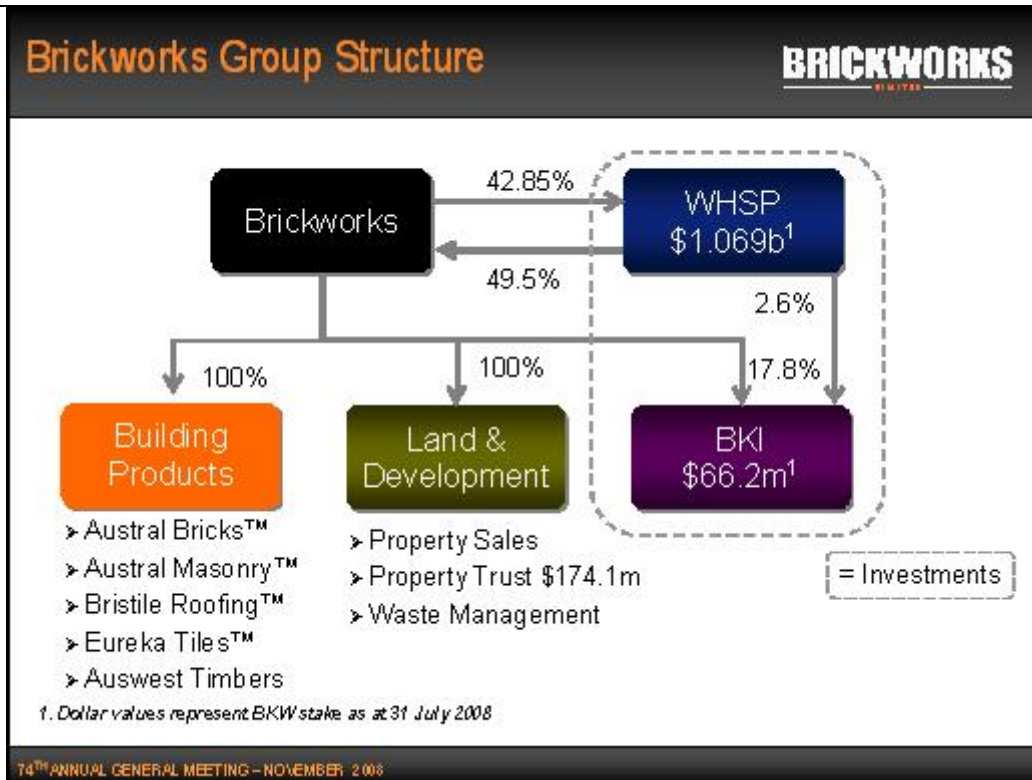 Brickworks Group Structure
BRICKWORKS
LIMITED
42.85%
Brickworks
WHSP
$1.069b¹
49.5%
2.6%
100%
100%
17.8%
Building
Products
Land &
Development
BKI
$66.2m¹
➢ Austral Bricks™
➢ Austral Masonry™
➢ Bristile Roofing™
➢ Eureka Tiles™
➢ Auswest Timbers
➢ Property Sales
➢ Property Trust $174.1m
➢ Waste Management
= Investments
1. Dollar values represent BKW stake as at 31 July 2008
74TH ANNUAL GENERAL MEETING – NOVEMBER 2008